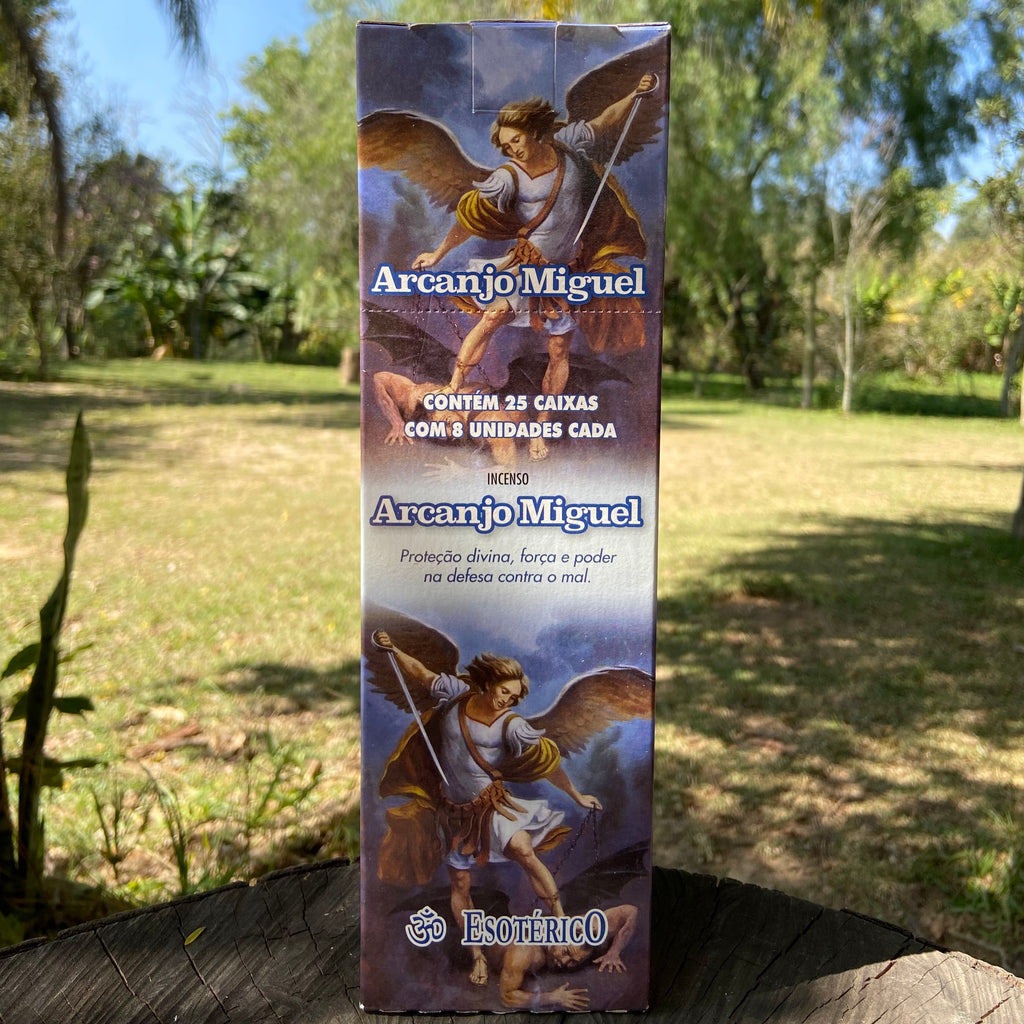 Arcanjo Miguel
CONTÉM 25 CAIXAS
COM 8 UNIDADES CADA
INCENSO
Arcanjo Miguel
Proteção divina, força e poder
na defesa contra o mal.
ॐ ESOTÉRICO